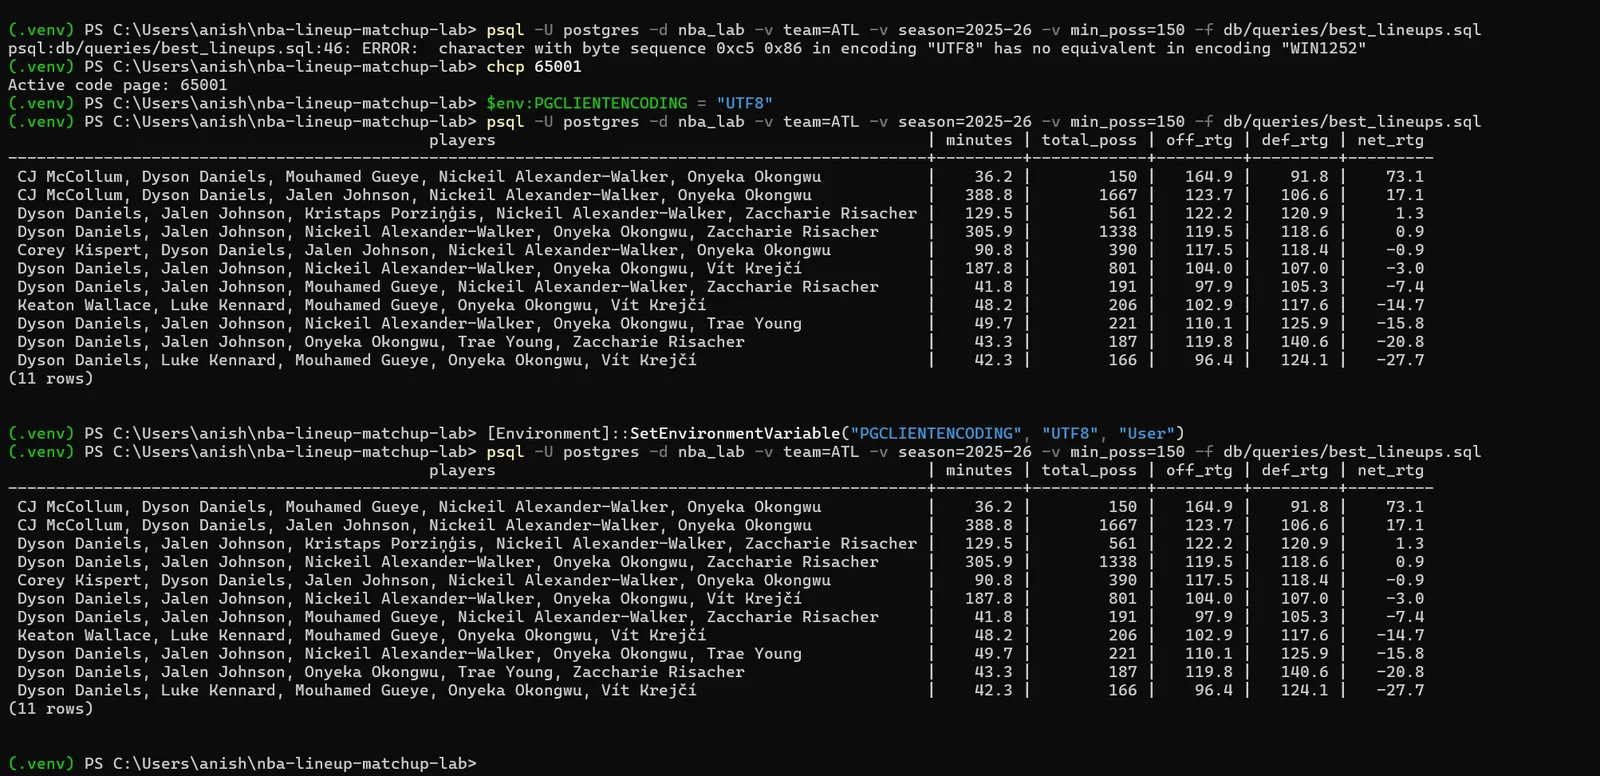 (.venv) PS C:\Users\anish\nba-lineup-matchup-lab> psql -U postgres -d nba_lab -v team=ATL -v season=2025-26 -v min_poss=150 -f db/queries/best_lineups.sql
psql:db/queries/best_lineups.sql:46: ERROR:  character with byte sequence 0xc5 0x86 in encoding "UTF8" has no equivalent in encoding "WIN1252"
(.venv) PS C:\Users\anish\nba-lineup-matchup-lab> chcp 65001
Active code page: 65001
(.venv) PS C:\Users\anish\nba-lineup-matchup-lab> $env:PGCLIENTENCODING = "UTF8"
(.venv) PS C:\Users\anish\nba-lineup-matchup-lab> psql -U postgres -d nba_lab -v team=ATL -v season=2025-26 -v min_poss=150 -f db/queries/best_lineups.sql
players | minutes | total_poss | off_rtg | def_rtg | net_rtg
------------------------------------------------------------------------------------------------+---------+------------+---------+---------+---------
CJ McCollum, Dyson Daniels, Mouhamed Gueye, Nickeil Alexander-Walker, Onyeka Okongwu | 36.2 | 150 | 164.9 | 91.8 | 73.1
CJ McCollum, Dyson Daniels, Jalen Johnson, Nickeil Alexander-Walker, Onyeka Okongwu | 388.8 | 1667 | 123.7 | 106.6 | 17.1
Dyson Daniels, Jalen Johnson, Kristaps Porziņģis, Nickeil Alexander-Walker, Zaccharie Risacher | 129.5 | 561 | 122.2 | 120.9 | 1.3
Dyson Daniels, Jalen Johnson, Nickeil Alexander-Walker, Onyeka Okongwu, Zaccharie Risacher | 305.9 | 1338 | 119.5 | 118.6 | 0.9
Corey Kispert, Dyson Daniels, Jalen Johnson, Nickeil Alexander-Walker, Onyeka Okongwu | 90.8 | 390 | 117.5 | 118.4 | -0.9
Dyson Daniels, Jalen Johnson, Nickeil Alexander-Walker, Onyeka Okongwu, Vít Krejčí | 187.8 | 801 | 104.0 | 107.0 | -3.0
Dyson Daniels, Jalen Johnson, Mouhamed Gueye, Nickeil Alexander-Walker, Zaccharie Risacher | 41.8 | 191 | 97.9 | 105.3 | -7.4
Keaton Wallace, Luke Kennard, Mouhamed Gueye, Onyeka Okongwu, Vít Krejčí | 48.2 | 206 | 102.9 | 117.6 | -14.7
Dyson Daniels, Jalen Johnson, Nickeil Alexander-Walker, Onyeka Okongwu, Trae Young | 49.7 | 221 | 110.1 | 125.9 | -15.8
Dyson Daniels, Jalen Johnson, Onyeka Okongwu, Trae Young, Zaccharie Risacher | 43.3 | 187 | 119.8 | 140.6 | -20.8
Dyson Daniels, Luke Kennard, Mouhamed Gueye, Onyeka Okongwu, Vít Krejčí | 42.3 | 166 | 96.4 | 124.1 | -27.7
(11 rows)
(.venv) PS C:\Users\anish\nba-lineup-matchup-lab> [Environment]::SetEnvironmentVariable("PGCLIENTENCODING", "UTF8", "User")
(.venv) PS C:\Users\anish\nba-lineup-matchup-lab> psql -U postgres -d nba_lab -v team=ATL -v season=2025-26 -v min_poss=150 -f db/queries/best_lineups.sql
players | minutes | total_poss | off_rtg | def_rtg | net_rtg
------------------------------------------------------------------------------------------------+---------+------------+---------+---------+---------
CJ McCollum, Dyson Daniels, Mouhamed Gueye, Nickeil Alexander-Walker, Onyeka Okongwu | 36.2 | 150 | 164.9 | 91.8 | 73.1
CJ McCollum, Dyson Daniels, Jalen Johnson, Nickeil Alexander-Walker, Onyeka Okongwu | 388.8 | 1667 | 123.7 | 106.6 | 17.1
Dyson Daniels, Jalen Johnson, Kristaps Porziņģis, Nickeil Alexander-Walker, Zaccharie Risacher | 129.5 | 561 | 122.2 | 120.9 | 1.3
Dyson Daniels, Jalen Johnson, Nickeil Alexander-Walker, Onyeka Okongwu, Zaccharie Risacher | 305.9 | 1338 | 119.5 | 118.6 | 0.9
Corey Kispert, Dyson Daniels, Jalen Johnson, Nickeil Alexander-Walker, Onyeka Okongwu | 90.8 | 390 | 117.5 | 118.4 | -0.9
Dyson Daniels, Jalen Johnson, Nickeil Alexander-Walker, Onyeka Okongwu, Vít Krejčí | 187.8 | 801 | 104.0 | 107.0 | -3.0
Dyson Daniels, Jalen Johnson, Mouhamed Gueye, Nickeil Alexander-Walker, Zaccharie Risacher | 41.8 | 191 | 97.9 | 105.3 | -7.4
Keaton Wallace, Luke Kennard, Mouhamed Gueye, Onyeka Okongwu, Vít Krejčí | 48.2 | 206 | 102.9 | 117.6 | -14.7
Dyson Daniels, Jalen Johnson, Nickeil Alexander-Walker, Onyeka Okongwu, Trae Young | 49.7 | 221 | 110.1 | 125.9 | -15.8
Dyson Daniels, Jalen Johnson, Onyeka Okongwu, Trae Young, Zaccharie Risacher | 43.3 | 187 | 119.8 | 140.6 | -20.8
Dyson Daniels, Luke Kennard, Mouhamed Gueye, Onyeka Okongwu, Vít Krejčí | 42.3 | 166 | 96.4 | 124.1 | -27.7
(11 rows)
(.venv) PS C:\Users\anish\nba-lineup-matchup-lab>